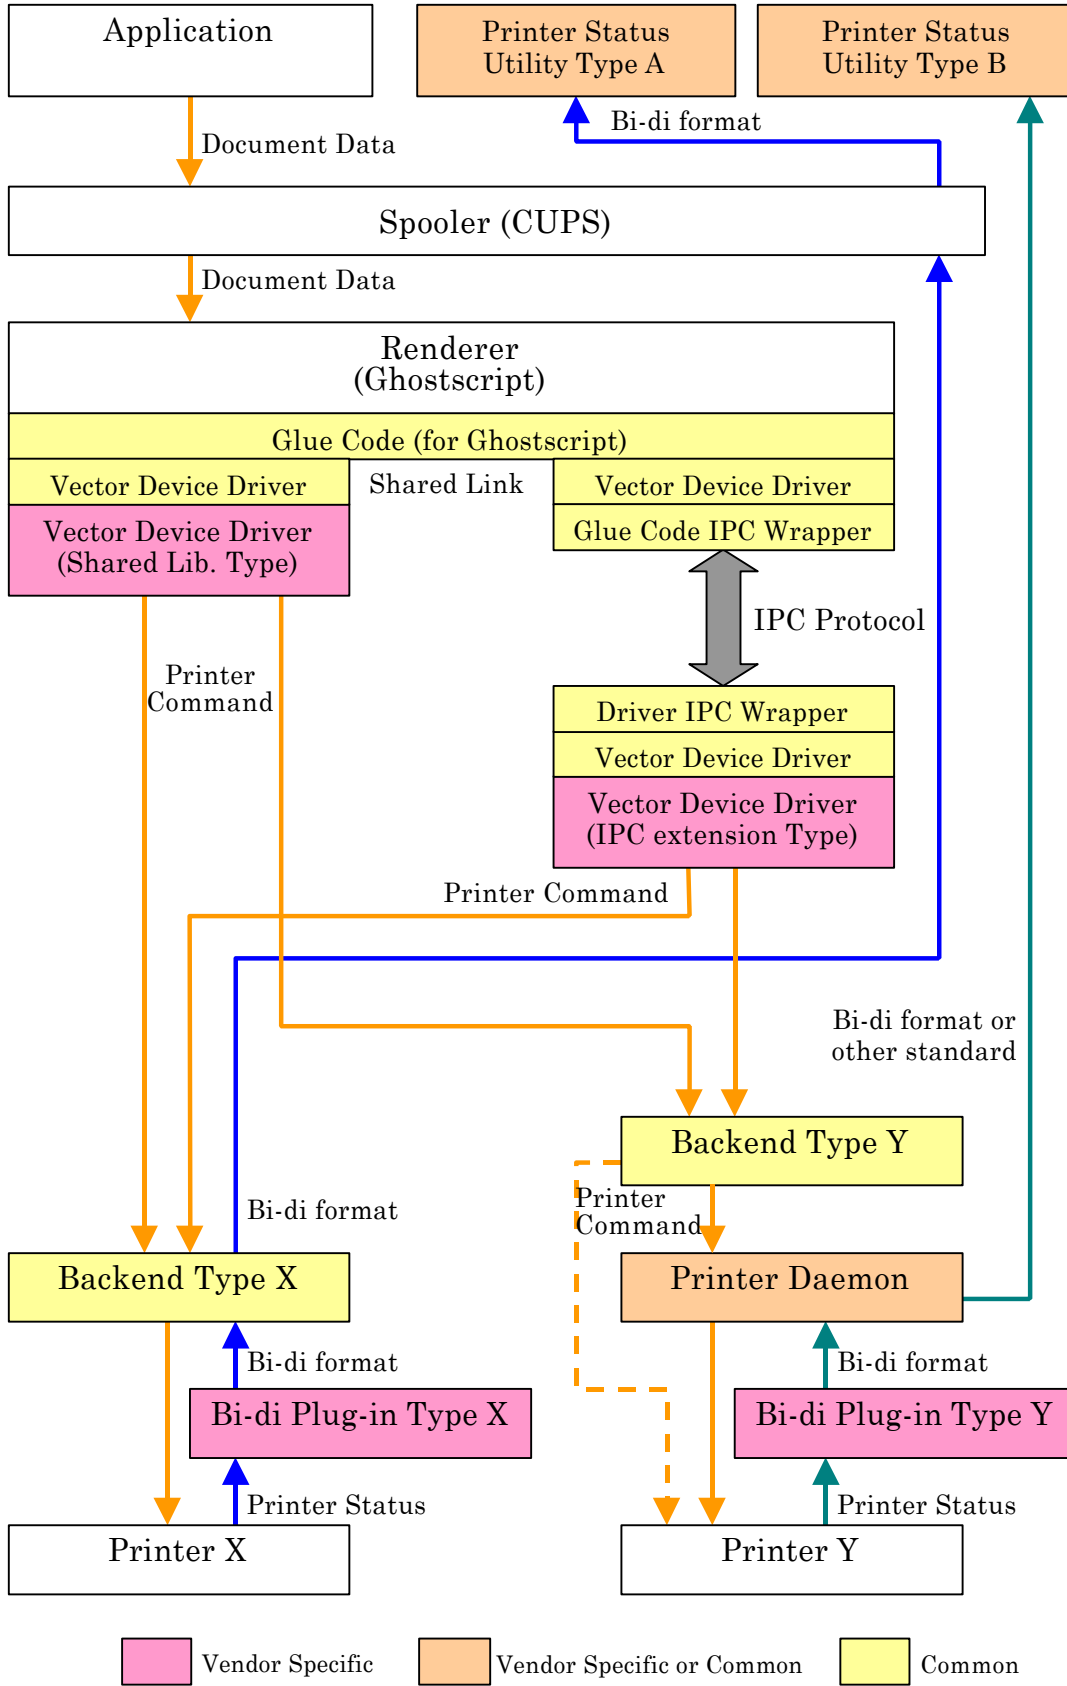 Application
Printer Status
Utility Type A
Printer Status
Utility Type B
Bi-di format
Document Data
Spooler (CUPS)
Document Data
Renderer
(Ghostscript)
Glue Code (for Ghostscript)
Vector Device Driver
Shared Link
Vector Device Driver
Vector Device Driver
(Shared Lib. Type)
Glue Code IPC Wrapper
IPC Protocol
Printer
Command
Driver IPC Wrapper
Vector Device Driver
Vector Device Driver
(IPC extension Type)
Printer Command
Bi-di format or
other standard
Backend Type Y
Bi-di format
Printer
Command
Backend Type X
Printer Daemon
Bi-di format
Bi-di format
Bi-di Plug-in Type X
Bi-di Plug-in Type Y
Printer Status
Printer Status
Printer X
Printer Y
Vendor Specific
Vendor Specific or Common
Common